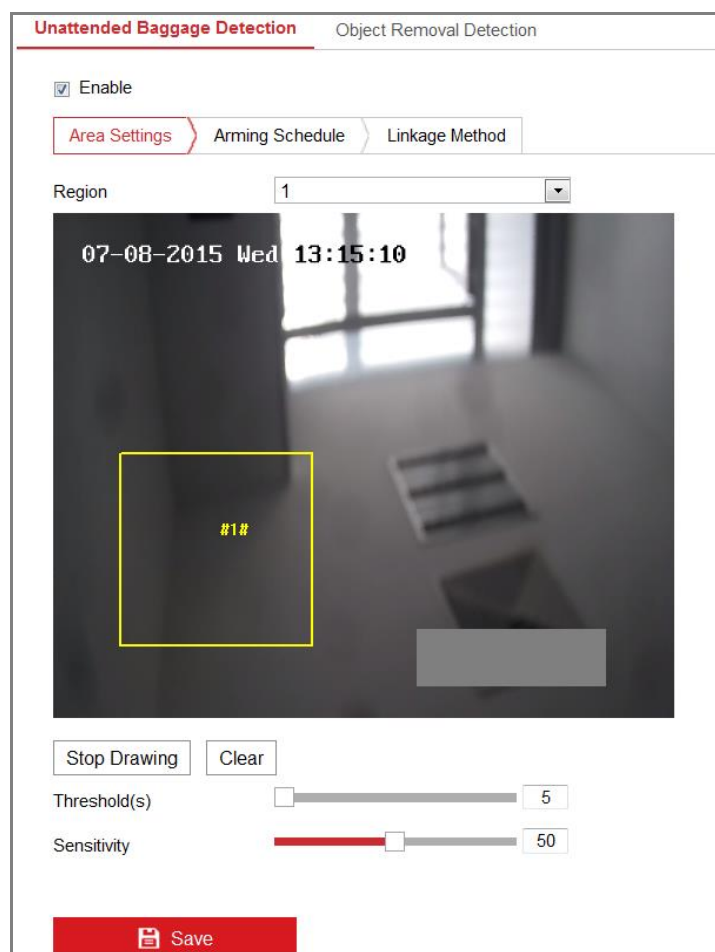 Unattended Baggage Detection Object Removal Detection
Enable
Area Settings Arming Schedule Linkage Method
Region 1
07-08-2015 Wed 13:15:10
#1#
Stop Drawing Clear
Threshold(s) 5
Sensitivity 50
Save